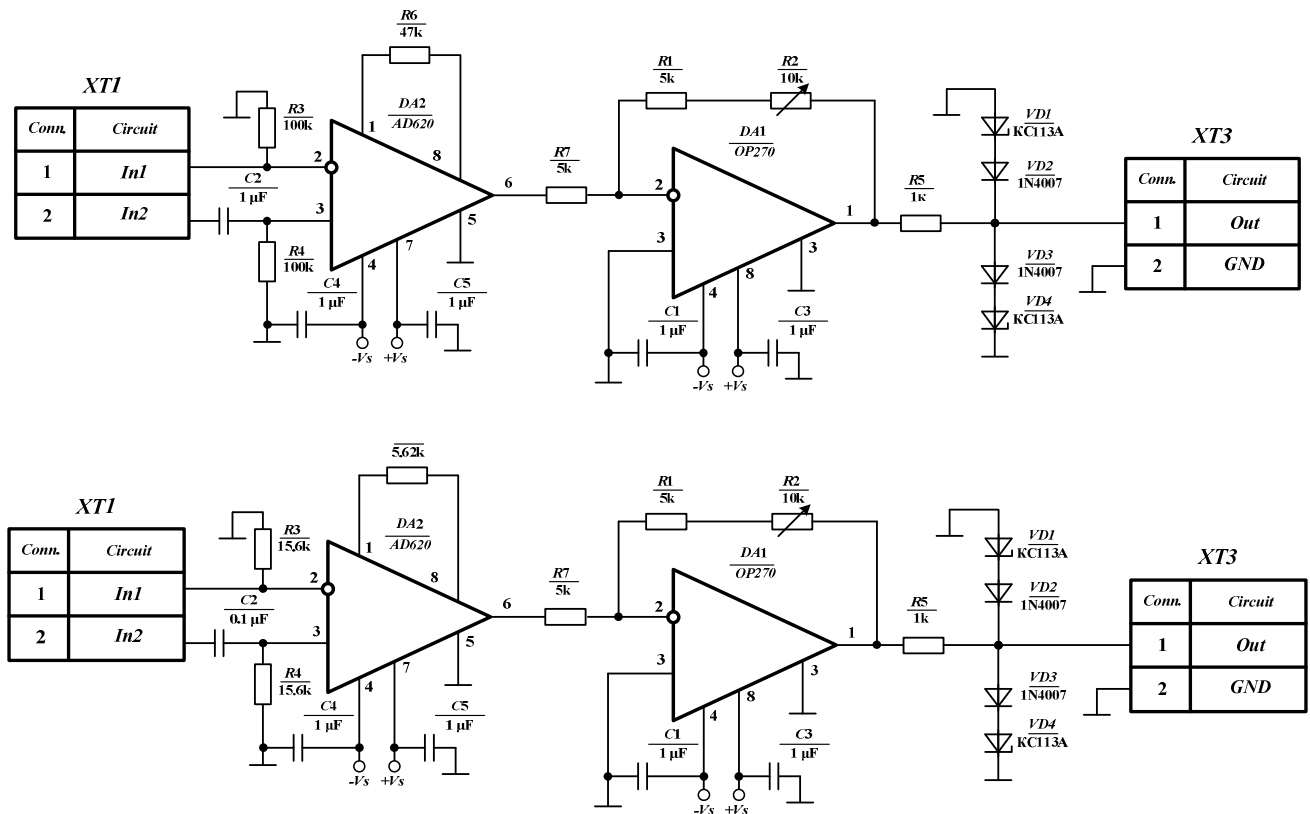 R6
47k
XT1
Conn. Circuit
1 In1
2 In2
R3
100k
DA2
AD620
1
2
8
C2
1 µF
3
6
5
7
4
R4
100k
C4
1 µF
C5
1 µF
-Vs +Vs
R7
5k
R1
5k
R2
10k
DA1
OP270
2
3
1
3
8
4
C1
1 µF
C3
1 µF
-Vs +Vs
R5
1к
VD1
КС113А
VD2
1N4007
VD3
1N4007
VD4
КС113А
XT3
Conn. Circuit
1 Out
2 GND
5.62k
XT1
Conn. Circuit
1 In1
2 In2
R3
15.6k
DA2
AD620
1
2
8
C2
0.1 µF
3
6
5
7
4
R4
15.6k
C4
1 µF
C5
1 µF
-Vs +Vs
R7
5k
R1
5k
R2
10k
DA1
OP270
2
3
1
3
8
4
C1
1 µF
C3
1 µF
-Vs +Vs
R5
1k
VD1
КС113А
VD2
1N4007
VD3
1N4007
VD4
КС113А
XT3
Conn. Circuit
1 Out
2 GND